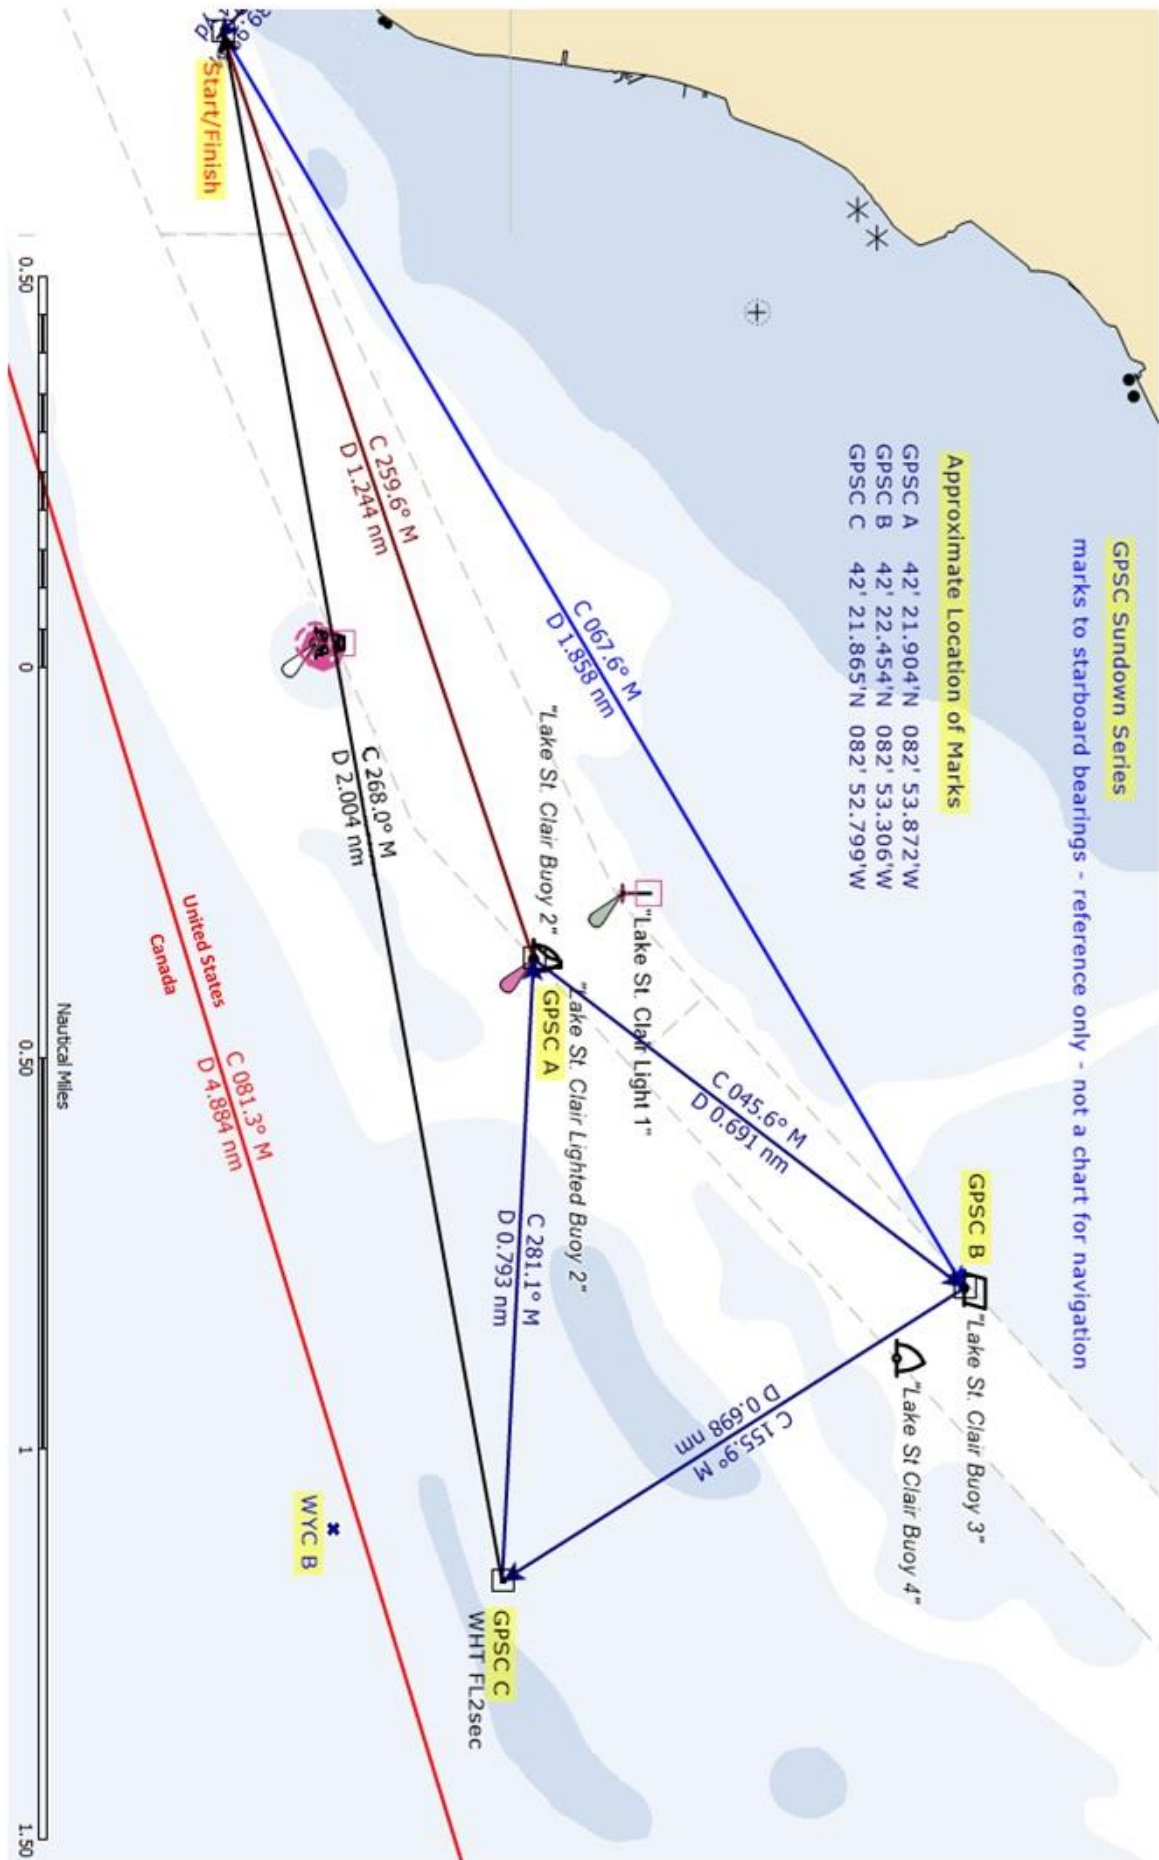 GPSC Sundown Series
marks to starboard bearings - reference only - not a chart for navigation
Approximate Location of Marks
GPSC A 42' 21.904'N 082' 53.872'W
GPSC B 42' 22.454'N 082' 53.306'W
GPSC C 42' 21.865'N 082' 52.799'W
GPSC B
"Lake St. Clair Buoy 3"
"Lake St Clair Buoy 4"
C 067.6° M
D 1.858 nm
C 045.6° M
D 0.691 nm
C 155.9° M
D 0.698 nm
"Lake St. Clair Light 1"
"Lake St. Clair Buoy 2"
"Lake St. Clair Lighted Buoy 2"
GPSC A
C 259.6° M
D 1.244 nm
C 281.1° M
D 0.793 nm
GPSC C
WHT FL2sec
C 268.0° M
D 2.004 nm
Start/Finish
WYC B
United States
Canada
C 081.3° M
D 4.884 nm
Nautical Miles
0.50
0
0.50
1
1.50